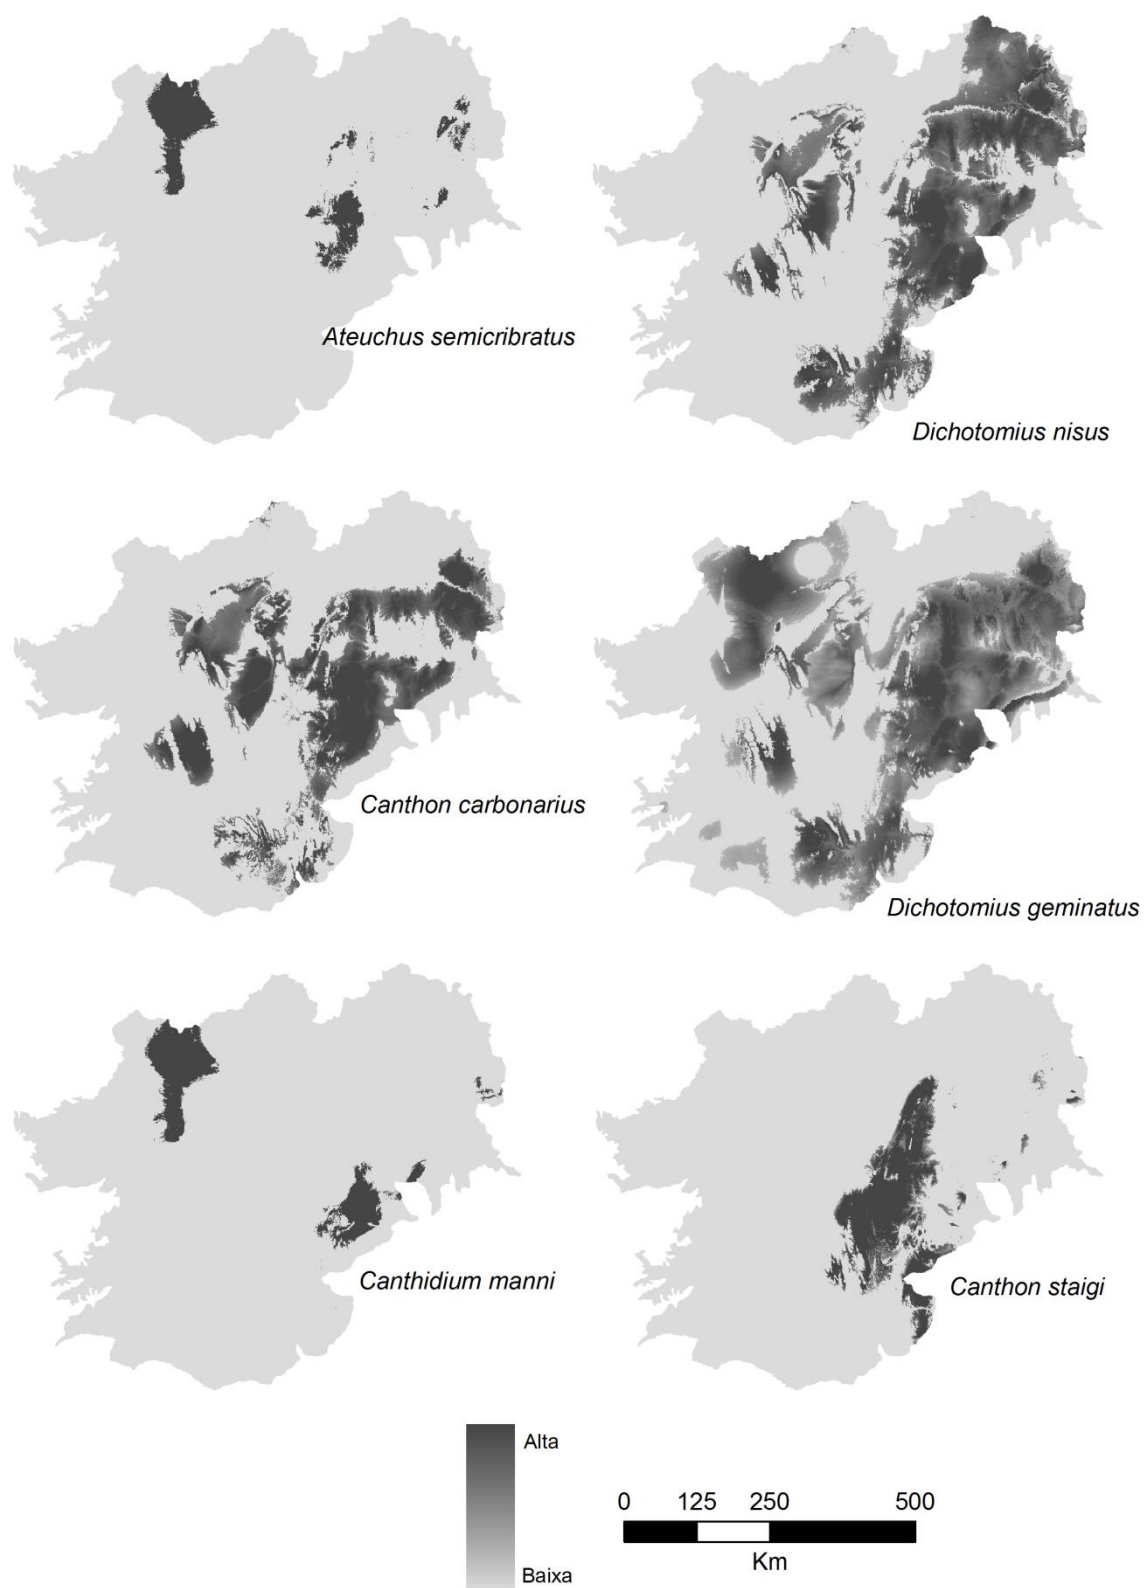 Ateuchus semicribratus
Dichotomius nisus
Canthon carbonarius
Dichotomius geminatus
Canthidium manni
Canthon staigi
Alta
Baixa
0 125 250 500
Km